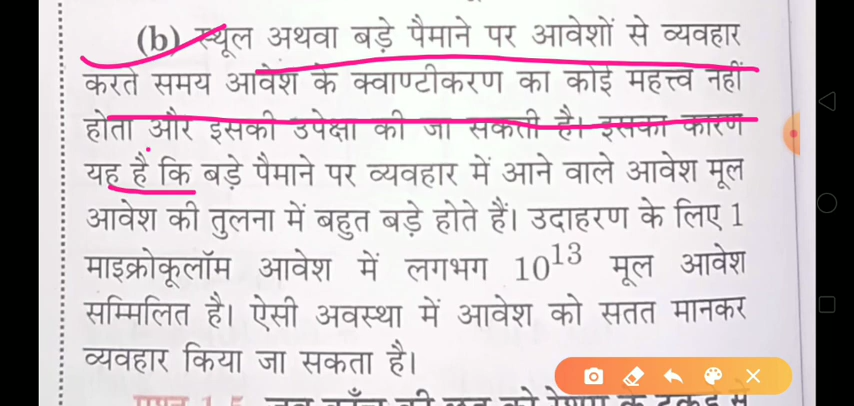 (b) स्थूल अथवा बड़े पैमाने पर आवेशों से व्यवहार
करते समय आवेश के क्वाण्टीकरण का कोई महत्त्व नहीं
होता और इसकी उपेक्षा की जा सकती है। इसका कारण
यह है कि बड़े पैमाने पर व्यवहार में आने वाले आवेश मूल
आवेश की तुलना में बहुत बड़े होते हैं। उदाहरण के लिए 1
माइक्रोकूलॉम आवेश में लगभग 10¹³ मूल आवेश
सम्मिलित है। ऐसी अवस्था में आवेश को सतत मानकर
व्यवहार किया जा सकता है।